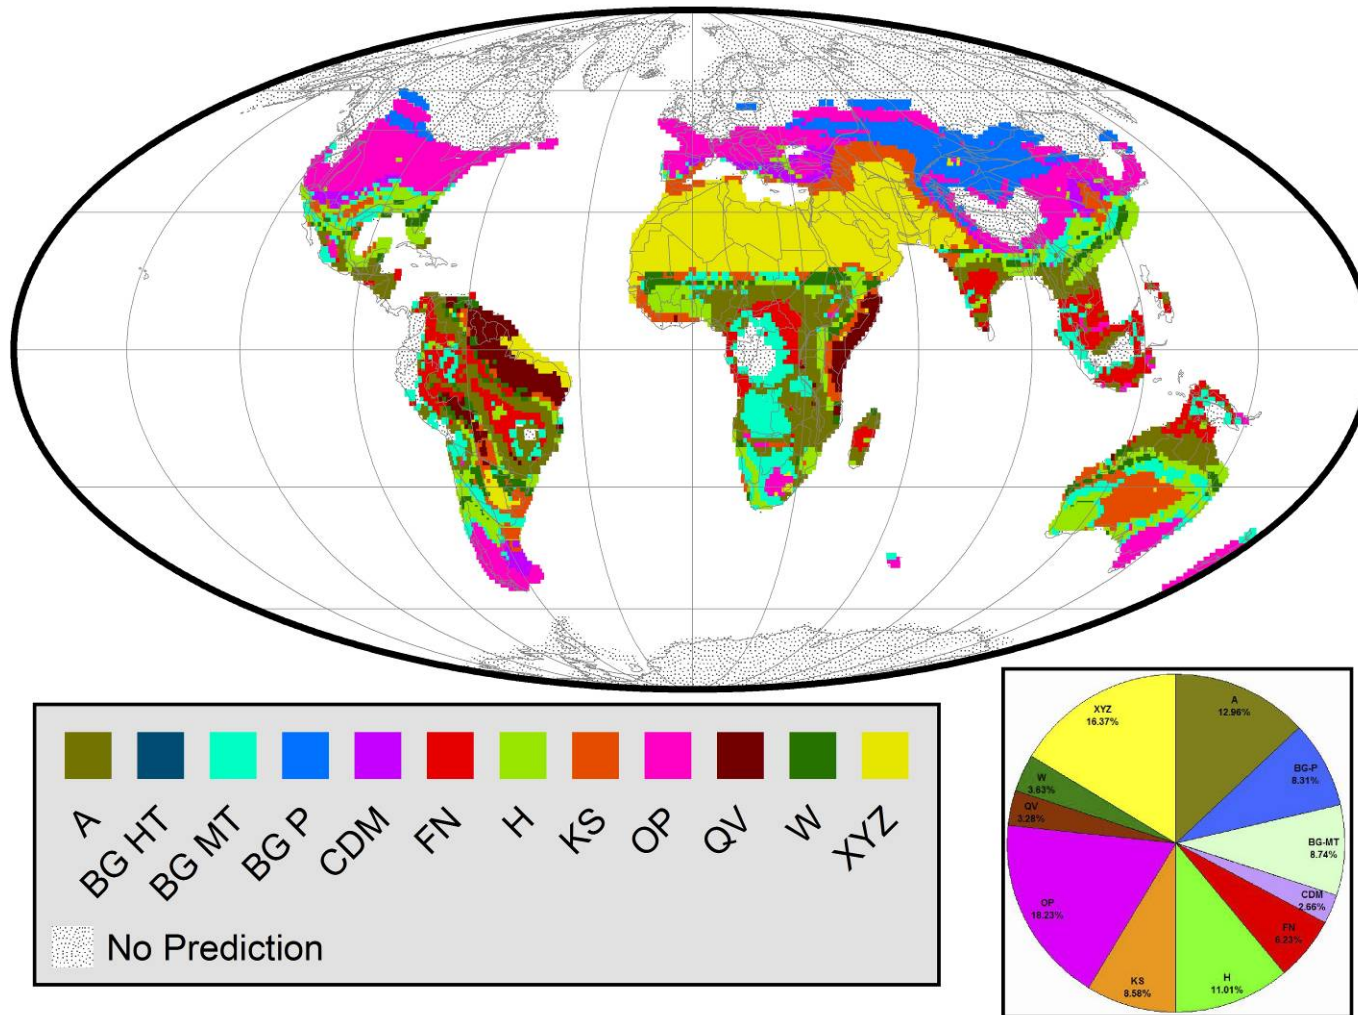 A
BG HT
BG MT
BG P
CDM
FN
H
KS
OP
QV
W
XYZ
No Prediction
XYZ
16.37%
A
12.96%
BG-P
8.31%
BG-MT
8.74%
CDM
2.66%
FN
6.23%
H
11.01%
KS
8.58%
OP
18.23%
QV
3.28%
W
3.63%